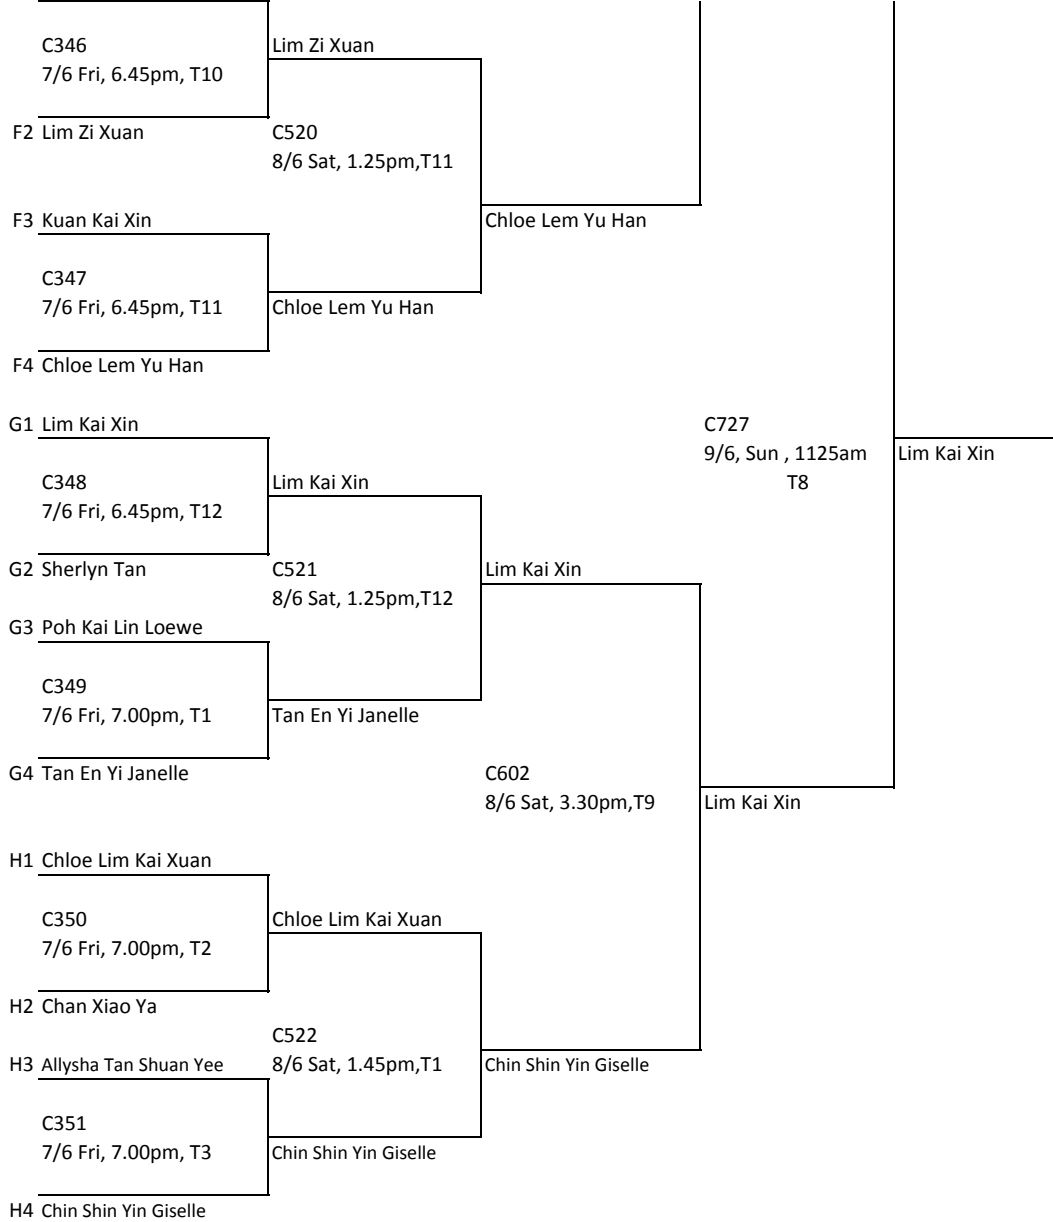 C346
Lim Zi Xuan
7/6 Fri, 6.45pm, T10
F2 Lim Zi Xuan
C520
8/6 Sat, 1.25pm,T11
F3 Kuan Kai Xin
Chloe Lem Yu Han
C347
7/6 Fri, 6.45pm, T11
Chloe Lem Yu Han
F4 Chloe Lem Yu Han
G1 Lim Kai Xin
C727
9/6, Sun , 1125am
Lim Kai Xin
T8
C348
Lim Kai Xin
7/6 Fri, 6.45pm, T12
G2 Sherlyn Tan
C521
Lim Kai Xin
8/6 Sat, 1.25pm,T12
G3 Poh Kai Lin Loewe
C349
7/6 Fri, 7.00pm, T1
Tan En Yi Janelle
G4 Tan En Yi Janelle
C602
8/6 Sat, 3.30pm,T9
Lim Kai Xin
H1 Chloe Lim Kai Xuan
C350
Chloe Lim Kai Xuan
7/6 Fri, 7.00pm, T2
H2 Chan Xiao Ya
C522
H3 Allysha Tan Shuan Yee
8/6 Sat, 1.45pm,T1
Chin Shin Yin Giselle
C351
7/6 Fri, 7.00pm, T3
Chin Shin Yin Giselle
H4 Chin Shin Yin Giselle